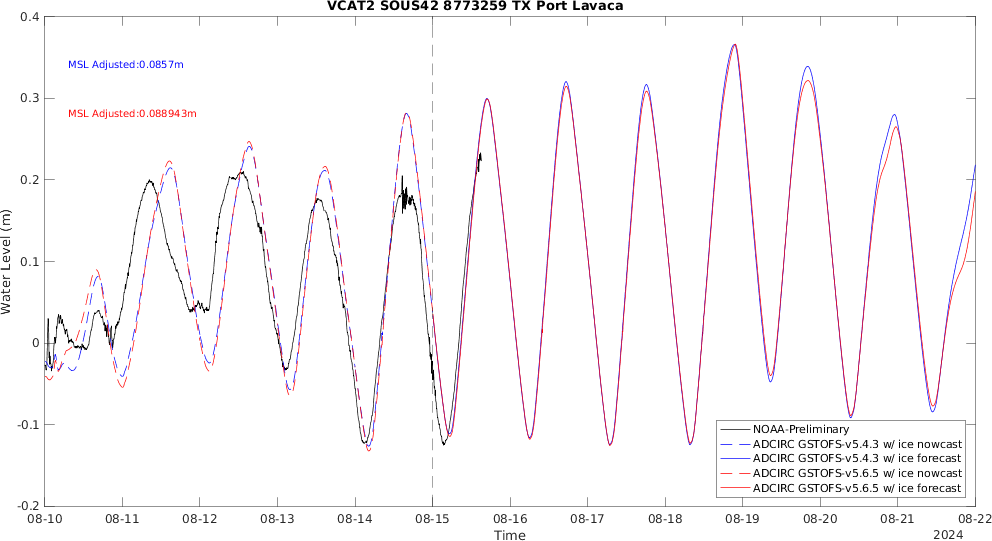 VCAT2 SOUS42 8773259 TX Port Lavaca
MSL Adjusted:0.0857m
MSL Adjusted:0.088943m
Water Level (m)
0.4
0.3
0.2
0.1
0
-0.1
-0.2
NOAA-Preliminary
ADCIRC GSTOFS-v5.4.3 w/ ice nowcast
ADCIRC GSTOFS-v5.4.3 w/ ice forecast
ADCIRC GSTOFS-v5.6.5 w/ ice nowcast
ADCIRC GSTOFS-v5.6.5 w/ ice forecast
08-10 08-11 08-12 08-13 08-14 08-15 08-16 08-17 08-18 08-19 08-20 08-21 08-22
Time
2024